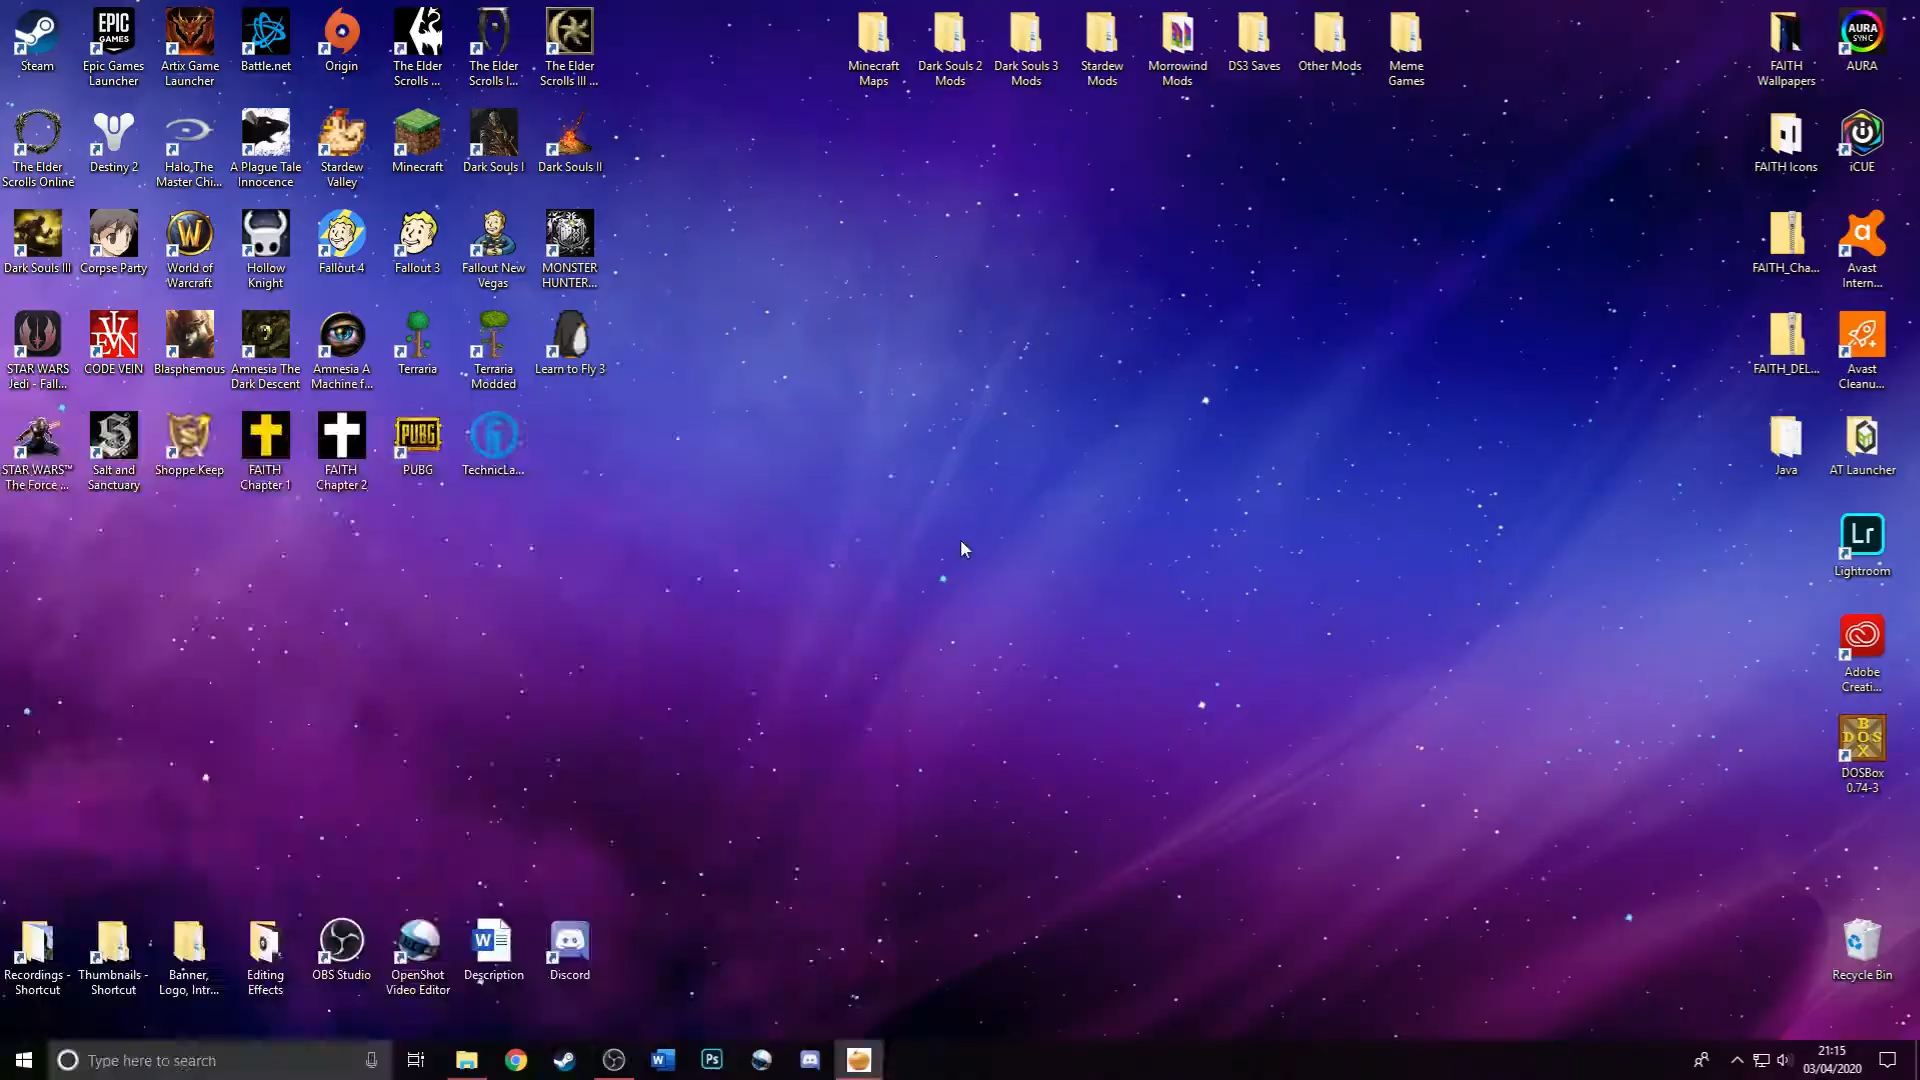 Steam
Epic Games
Launcher
Artix Game
Launcher
Battle.net
Origin
The Elder
Scrolls ...
The Elder
Scrolls I...
The Elder
Scrolls III ...
Minecraft
Maps
Dark Souls 2
Mods
Dark Souls 3
Mods
Stardew
Mods
Morrowind
Mods
DS3 Saves
Other Mods
Meme
Games
FAITH
Wallpapers
AURA
SYNC
AURA
EPIC
GAMES
The Elder
Scrolls Online
Destiny 2
Halo The
Master Chi...
A Plague Tale
Innocence
Stardew
Valley
Minecraft
Dark Souls I
Dark Souls II
FAITH Icons
iCUE
Dark Souls III
Corpse Party
World of
Warcraft
Hollow
Knight
Fallout 4
Fallout 3
Fallout New
Vegas
MONSTER
HUNTER...
FAITH_Cha...
Avast
Intern...
STAR WARS
Jedi - Fall...
CODE VEIN
Blasphemous
Amnesia The
Dark Descent
Amnesia A
Machine f...
Terraria
Terraria
Modded
Learn to Fly 3
FAITH_DEL...
Avast
Cleanu...
STAR WARS™
The Force ...
Salt and
Sanctuary
Shoppe Keep
FAITH
Chapter 1
FAITH
Chapter 2
PUBG
PUBG
TechnicLa...
Java
AT Launcher
Lr
Lightroom
Adobe
Creati...
DOSBox
0.74-3
Recordings -
Shortcut
Thumbnails -
Shortcut
Banner,
Logo, Intr...
Editing
Effects
OBS Studio
OpenShot
Video Editor
Description
Discord
Recycle Bin
Type here to search
Ps
21:15
03/04/2020